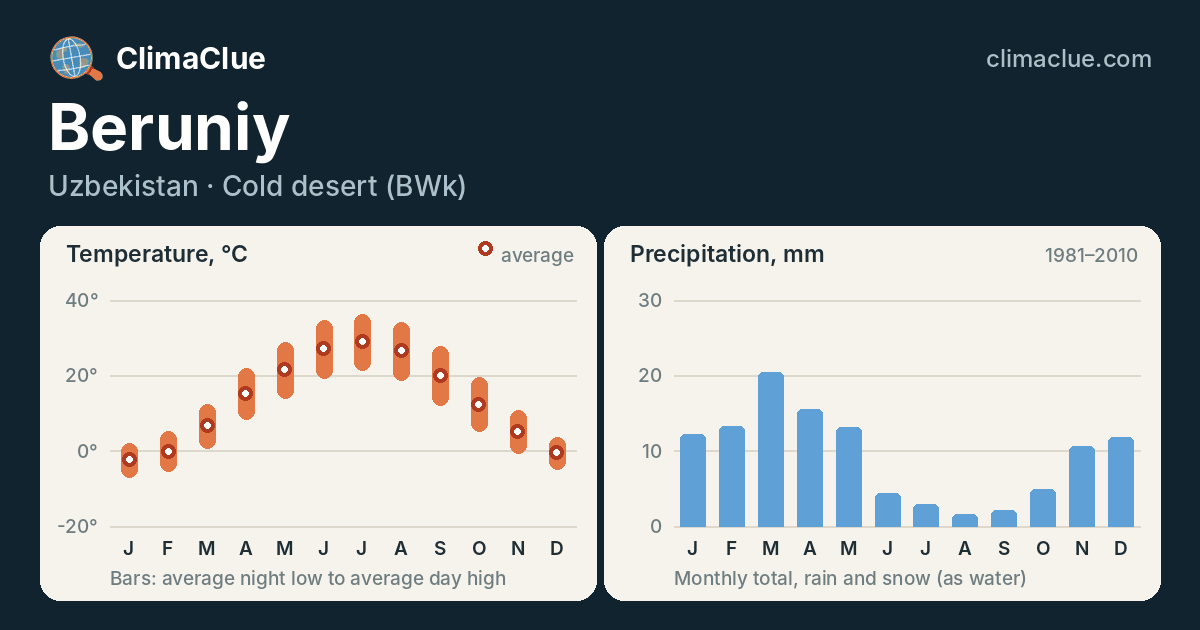 ClimaClue
climaclue.com
Beruniy
Uzbekistan · Cold desert (BWk)
Temperature, °C
average
40°
20°
0°
-20°
J F M A M J J A S O N D
Bars: average night low to average day high
Precipitation, mm
1981–2010
30
20
10
0
J F M A M J J A S O N D
Monthly total, rain and snow (as water)